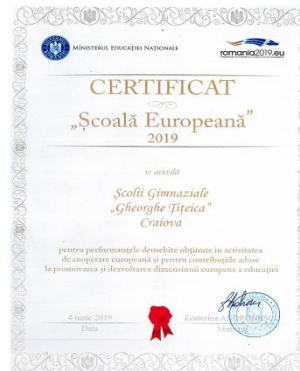 MINISTERUL EDUCAȚIEI NAȚIONALE
romania2019.eu
CERTIFICAT
„Școală Europeană”
2019
se acordă
Școlii Gimnaziale
„Gheorghe Țițeica”
Craiova
pentru performanțele deosebite obținute în activitatea
de cooperare europeană și pentru contribuțiile aduse
la promovarea și dezvoltarea dimensiunii europene a educației
4 iunie 2019
Ecaterina ANDRONESCU
Data
Ministru